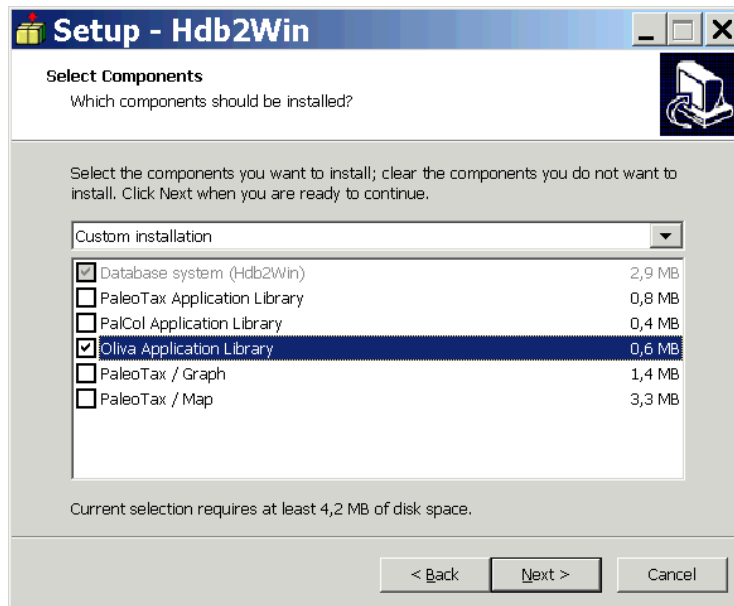 Setup - Hdb2Win
Select Components
Which components should be installed?
Select the components you want to install; clear the components you do not want to
install. Click Next when you are ready to continue.
Custom installation
Database system (Hdb2Win) 2,9 MB
PaleoTax Application Library 0,8 MB
PalCol Application Library 0,4 MB
Oliva Application Library 0,6 MB
PaleoTax / Graph 1,4 MB
PaleoTax / Map 3,3 MB
Current selection requires at least 4,2 MB of disk space.
< Back Next > Cancel